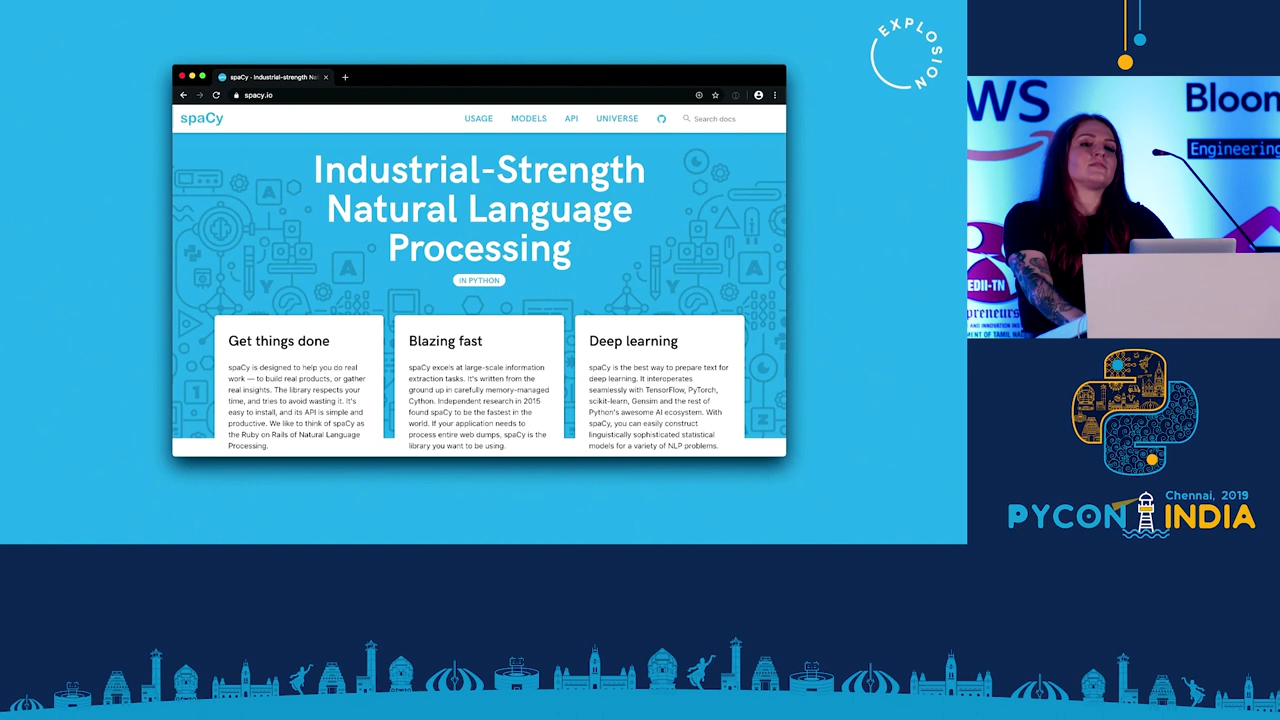 EXPLOSION
spaCy · Industrial-strength Na
spacy.io
spaCy
USAGE
MODELS
API
UNIVERSE
Search docs
Industrial-Strength
Natural Language
Processing
IN PYTHON
Get things done
spaCy is designed to help you do real
work — to build real products, or gather
real insights. The library respects your
time, and tries to avoid wasting it. It's
easy to install, and its API is simple and
productive. We like to think of spaCy as
the Ruby on Rails of Natural Language
Processing.
Blazing fast
spaCy excels at large-scale information
extraction tasks. It's written from the
ground up in carefully memory-managed
Cython. Independent research in 2015
found spaCy to be the fastest in the
world. If your application needs to
process entire web dumps, spaCy is the
library you want to be using.
Deep learning
spaCy is the best way to prepare text for
deep learning. It interoperates
seamlessly with TensorFlow, PyTorch,
scikit-learn, Gensim and the rest of
Python's awesome AI ecosystem. With
spaCy, you can easily construct
linguistically sophisticated statistical
models for a variety of NLP problems.
WS
Bloom
Engineering
EDII-TN
preneurs
AND INNOVATION INS
MENT OF TAMIL NA
Chennai, 2019
PYCON INDIA